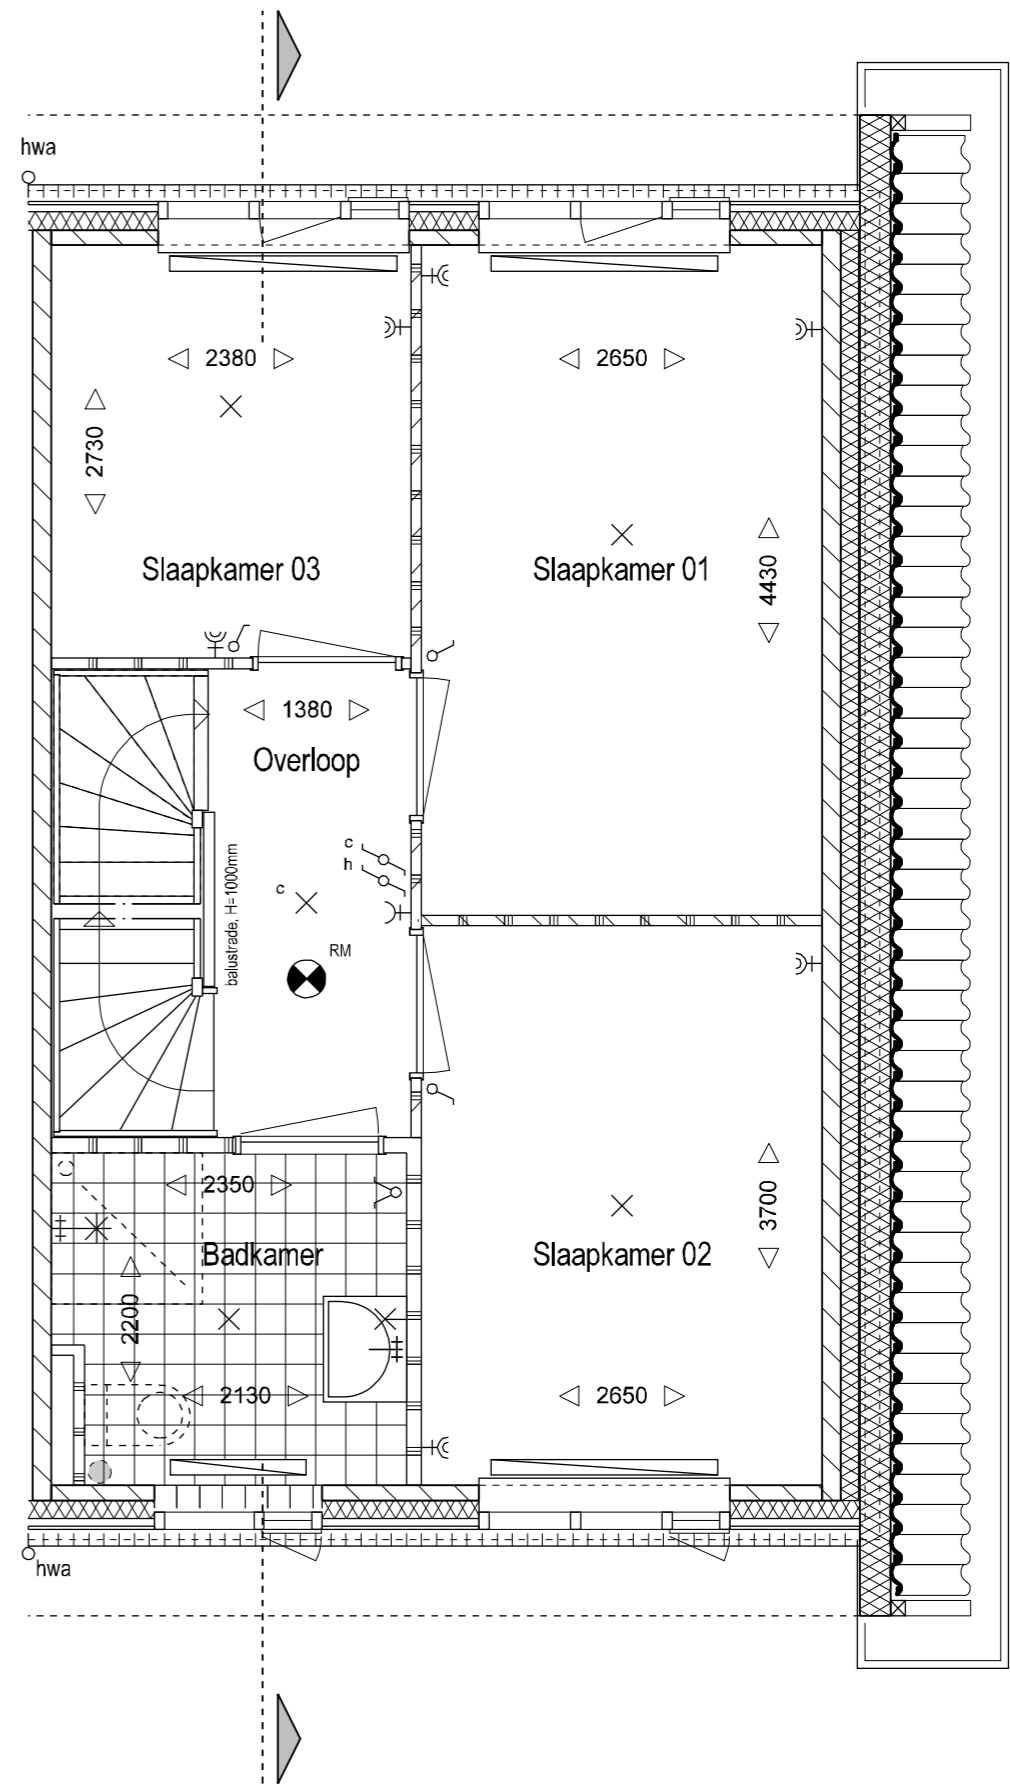 hwa
2380
2650
2730
Slaapkamer 03
Slaapkamer 01
4430
1380
Overloop
c
h
c
balustrade, H=1000mm
RM
2350
3700
Badkamer
Slaapkamer 02
2200
2130
2650
hwa